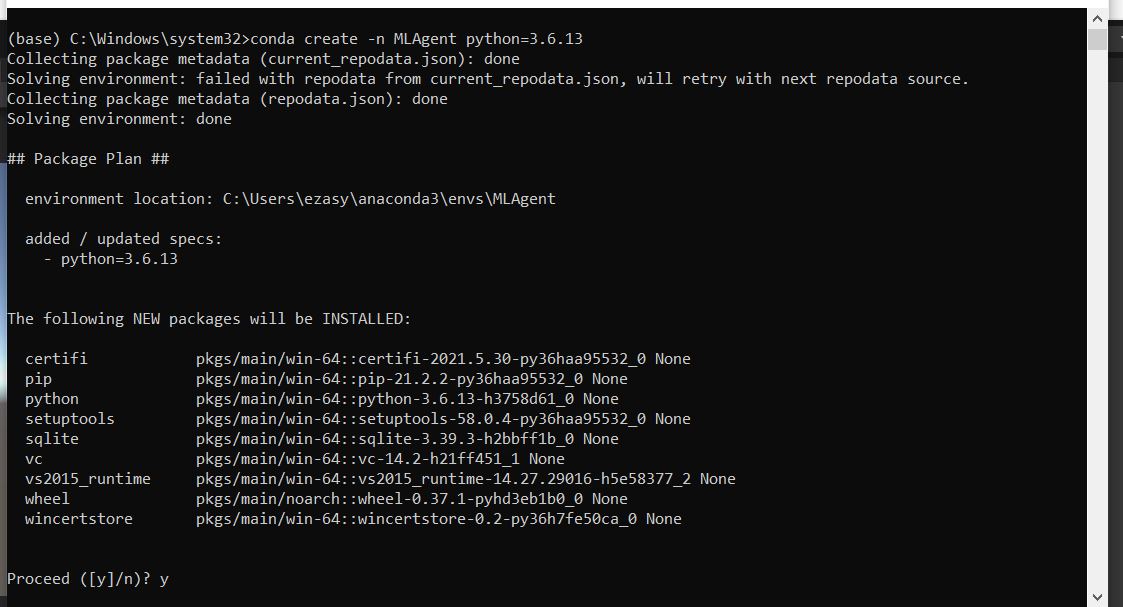 (base) C:\Windows\system32>conda create -n MLAgent python=3.6.13
Collecting package metadata (current_repodata.json): done
Solving environment: failed with repodata from current_repodata.json, will retry with next repodata source.
Collecting package metadata (repodata.json): done
Solving environment: done
## Package Plan ##
environment location: C:\Users\ezasy\anaconda3\envs\MLAgent
added / updated specs:
- python=3.6.13
The following NEW packages will be INSTALLED:
certifi pkgs/main/win-64::certifi-2021.5.30-py36haa95532_0 None
pip pkgs/main/win-64::pip-21.2.2-py36haa95532_0 None
python pkgs/main/win-64::python-3.6.13-h3758d61_0 None
setuptools pkgs/main/win-64::setuptools-58.0.4-py36haa95532_0 None
sqlite pkgs/main/win-64::sqlite-3.39.3-h2bbff1b_0 None
vc pkgs/main/win-64::vc-14.2-h21ff451_1 None
vs2015_runtime pkgs/main/win-64::vs2015_runtime-14.27.29016-h5e58377_2 None
wheel pkgs/main/noarch::wheel-0.37.1-pyhd3eb1b0_0 None
wincertstore pkgs/main/win-64::wincertstore-0.2-py36h7fe50ca_0 None
Proceed ([y]/n)? y